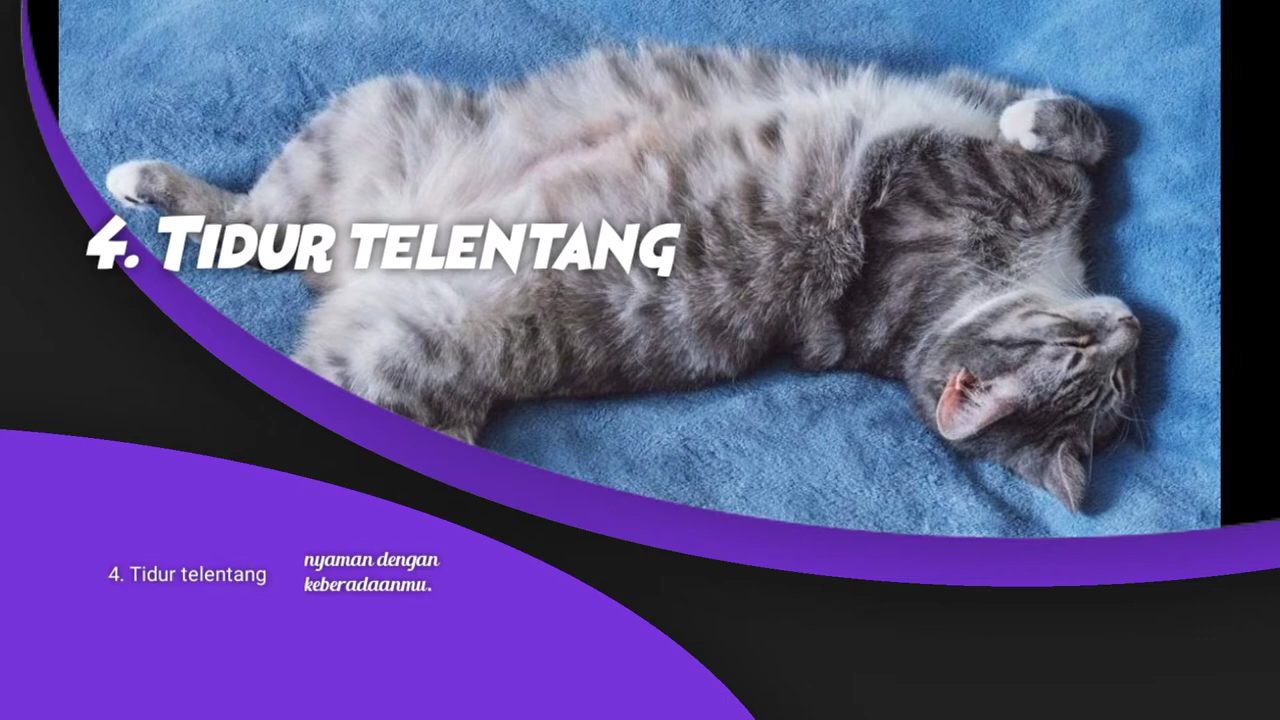 4. Tidur telentang
4. Tidur telentang
nyaman dengan
keberadaanmu.